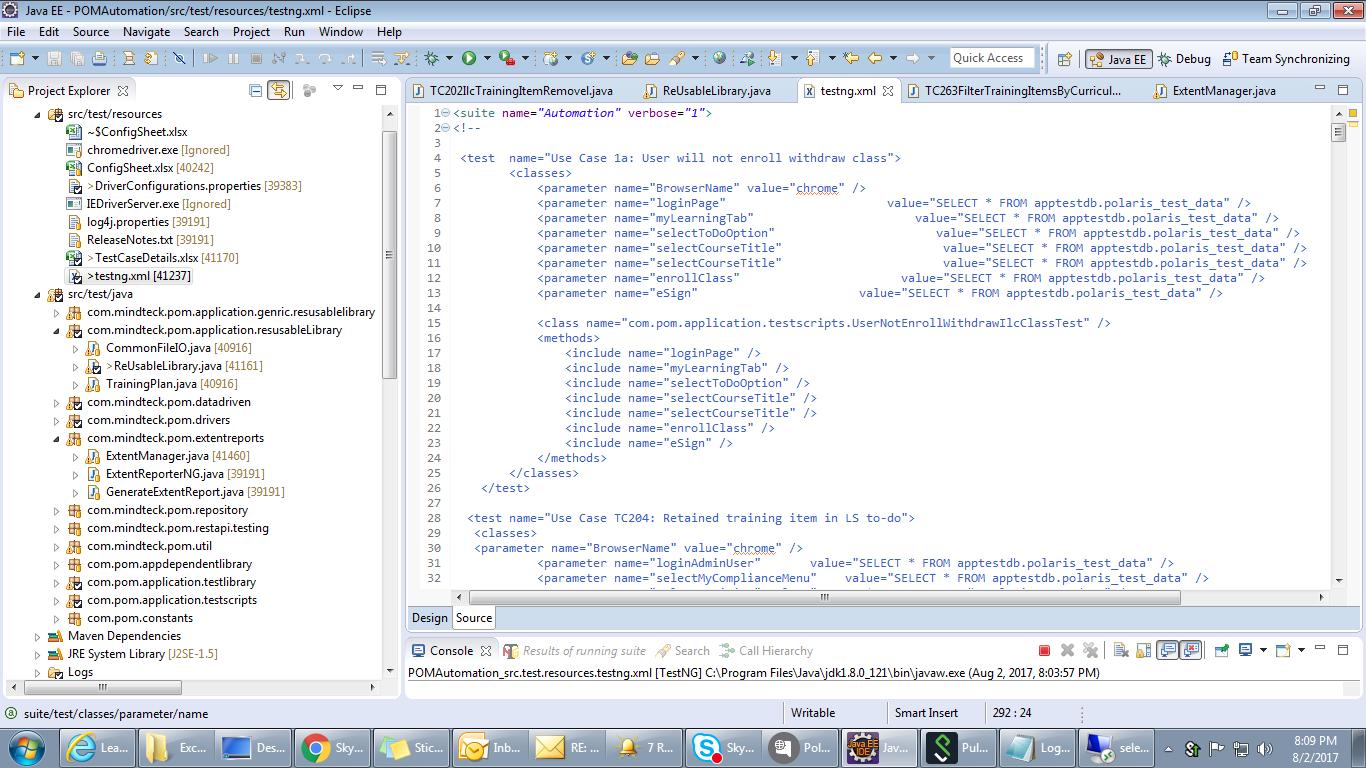 Java EE - POMAutomation/src/test/resources/testng.xml - Eclipse
File Edit Source Navigate Search Project Run Window Help
Quick Access
Java EE
Debug
Team Synchronizing
Project Explorer
src/test/resources
~$ConfigSheet.xlsx
chromedriver.exe [Ignored]
ConfigSheet.xlsx [40242]
>DriverConfigurations.properties [39383]
IEDriverServer.exe [Ignored]
log4j.properties [39191]
ReleaseNotes.txt [39191]
>TestCaseDetails.xlsx [41170]
>testng.xml [41237]
src/test/java
com.mindteck.pom.application.genric.resusablelibrary
com.mindteck.pom.application.resusableLibrary
CommonFileIO.java [40916]
>ReUsableLibrary.java [41161]
TrainingPlan.java [40916]
com.mindteck.pom.datadriven
com.mindteck.pom.drivers
com.mindteck.pom.extentreports
ExtentManager.java [41460]
ExtentReporterNG.java [39191]
GenerateExtentReport.java [39191]
com.mindteck.pom.repository
com.mindteck.pom.restapi.testing
com.mindteck.pom.util
com.pom.appdependentlibrary
com.pom.application.testlibrary
com.pom.application.testscripts
com.pom.constants
Maven Dependencies
JRE System Library [J2SE-1.5]
Logs
TC202IlcTrainingItemRemovel.java
ReUsableLibrary.java
testng.xml
TC263FilterTrainingItemsByCurricul...
ExtentManager.java
1 <suite name="Automation" verbose="1">
2 <!--
3
4 <test  name="Use Case 1a: User will not enroll withdraw class">
5 <classes>
6 <parameter name="BrowserName" value="chrome" />
7 <parameter name="loginPage" value="SELECT * FROM apptestdb.polaris_test_data" />
8 <parameter name="myLearningTab" value="SELECT * FROM apptestdb.polaris_test_data" />
9 <parameter name="selectToDoOption" value="SELECT * FROM apptestdb.polaris_test_data" />
10 <parameter name="selectCourseTitle" value="SELECT * FROM apptestdb.polaris_test_data" />
11 <parameter name="selectCourseTitle" value="SELECT * FROM apptestdb.polaris_test_data" />
12 <parameter name="enrollClass" value="SELECT * FROM apptestdb.polaris_test_data" />
13 <parameter name="eSign" value="SELECT * FROM apptestdb.polaris_test_data" />
14
15 <class name="com.pom.application.testscripts.UserNotEnrollWithdrawIlcClassTest" />
16 <methods>
17 <include name="loginPage" />
18 <include name="myLearningTab" />
19 <include name="selectToDoOption" />
20 <include name="selectCourseTitle" />
21 <include name="selectCourseTitle" />
22 <include name="enrollClass" />
23 <include name="eSign" />
24 </methods>
25 </classes>
26 </test>
27
28 <test name="Use Case TC204: Retained training item in LS to-do">
29 <classes>
30 <parameter name="BrowserName" value="chrome" />
31 <parameter name="loginAdminUser" value="SELECT * FROM apptestdb.polaris_test_data" />
32 <parameter name="selectMyComplianceMenu" value="SELECT * FROM apptestdb.polaris_test_data" />
Design Source
Console
Results of running suite
Search
Call Hierarchy
POMAutomation_src.test.resources.testng.xml [TestNG] C:\Program Files\Java\jdk1.8.0_121\bin\javaw.exe (Aug 2, 2017, 8:03:57 PM)
suite/test/classes/parameter/name
Writable
Smart Insert
292 : 24
Lea...
Exc...
Des...
Sky...
Stic...
Inb...
RE: ...
7 R...
Sky...
Pol...
Jav...
Pul...
Log...
sele...
8:09 PM
8/2/2017